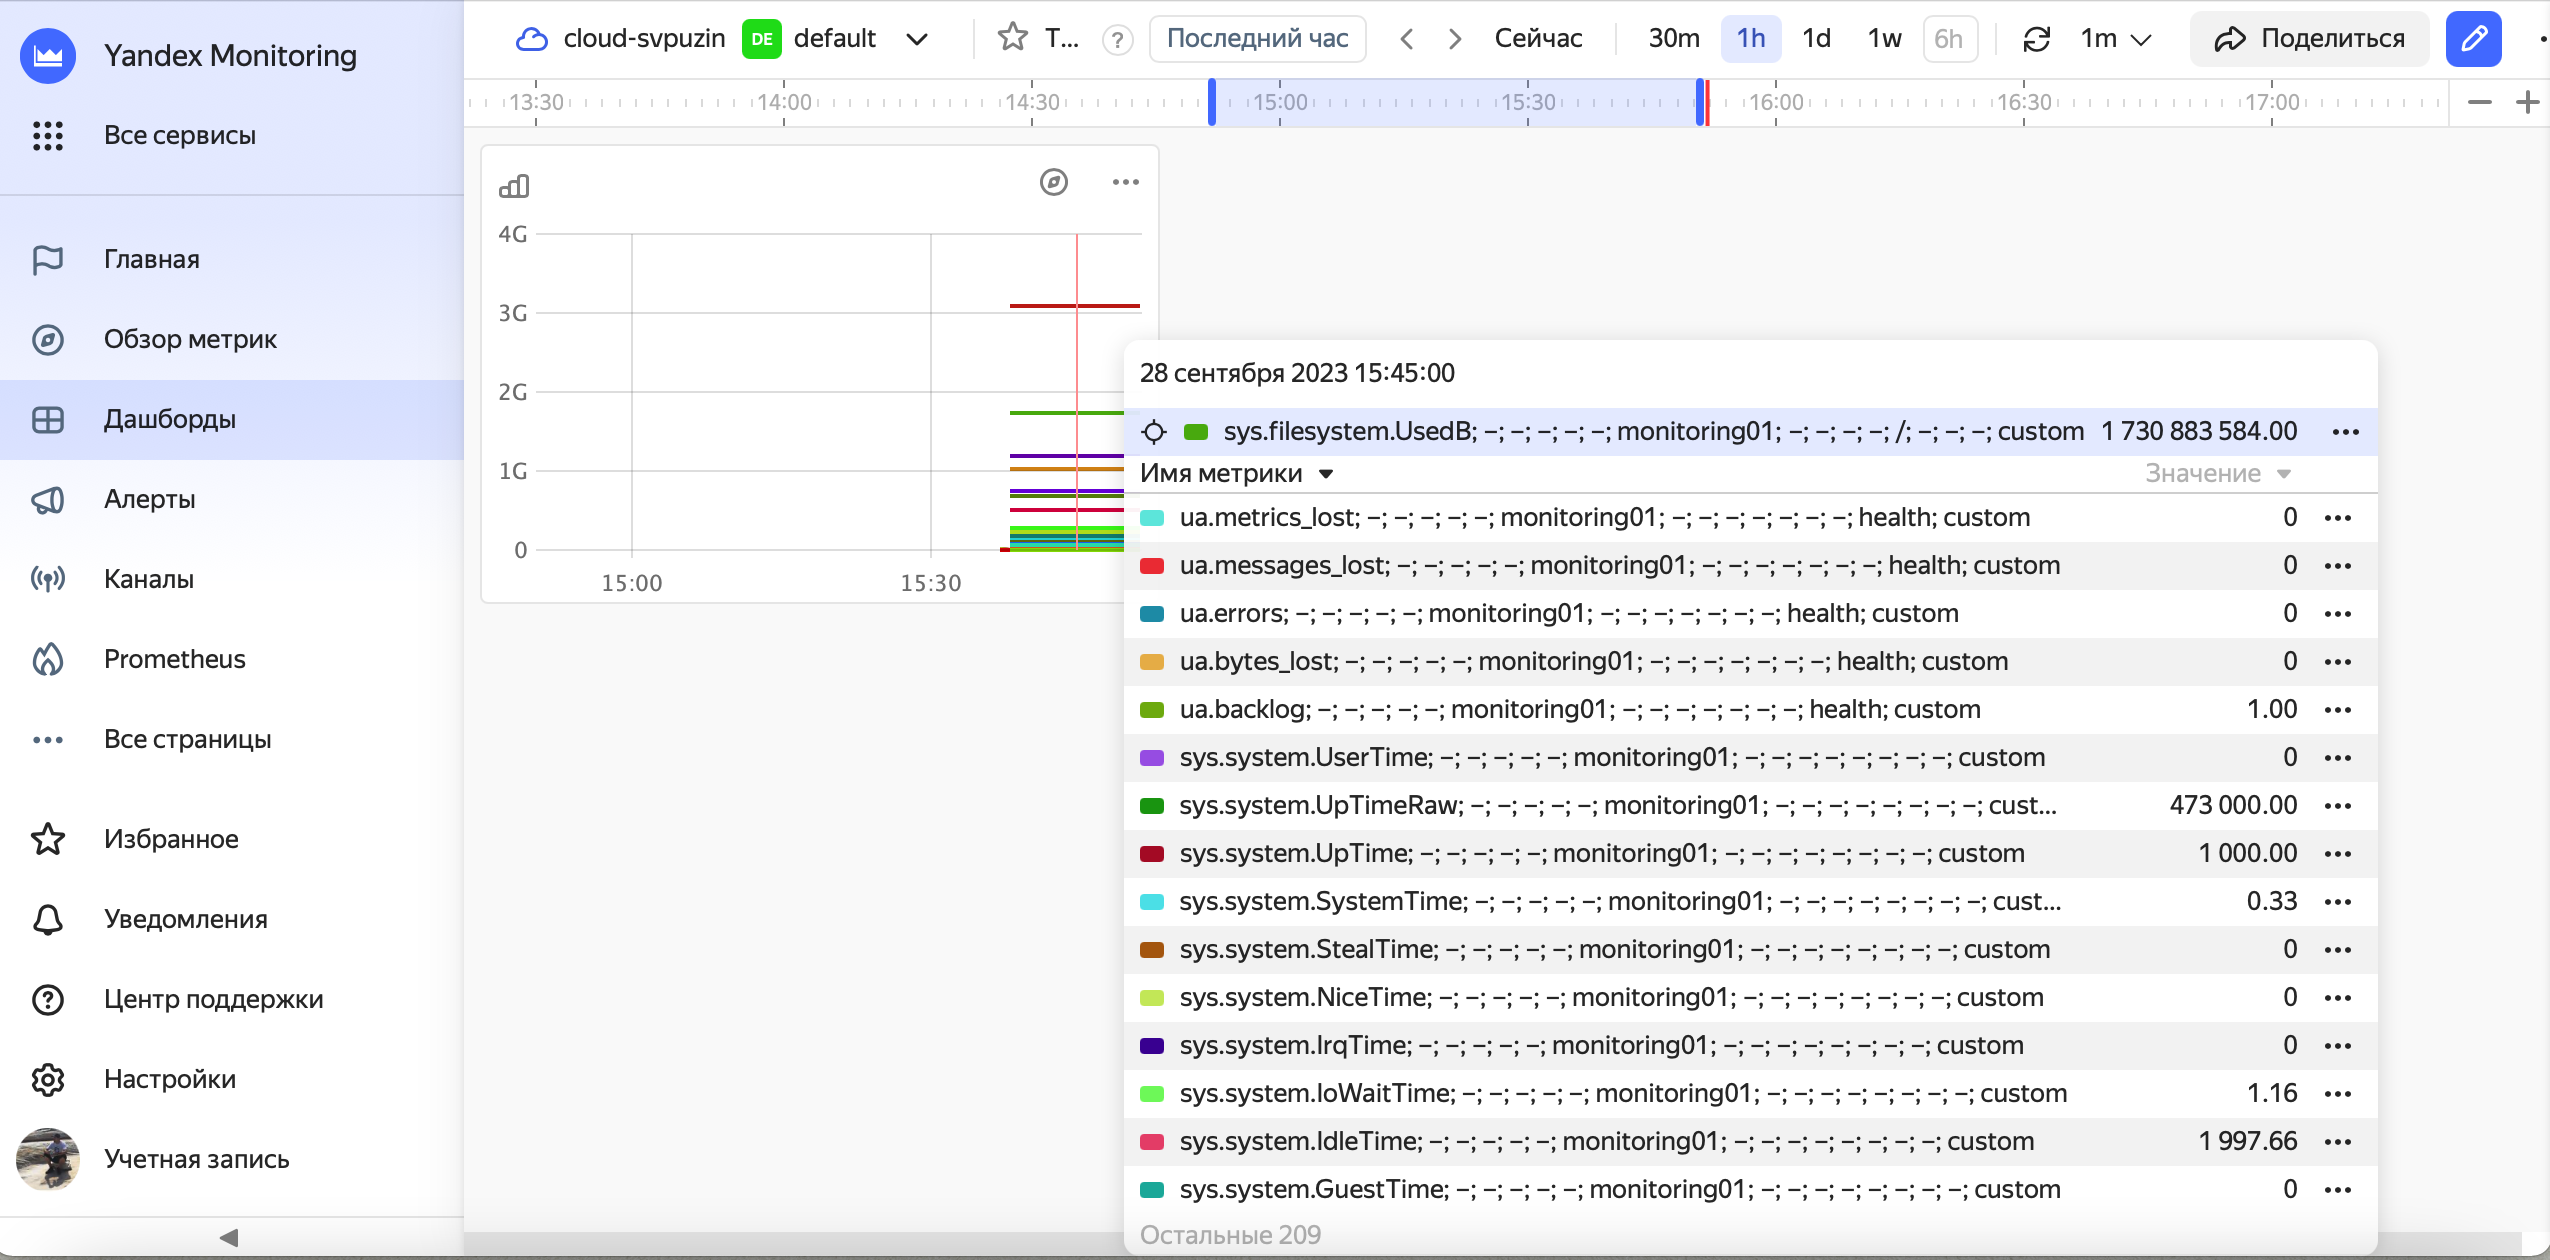 Yandex Monitoring
Все сервисы
Главная
Обзор метрик
Дашборды
Алерты
Каналы
Prometheus
Все страницы
Избранное
Уведомления
Центр поддержки
Настройки
Учетная запись
cloud-svpuzin DE default T... ? Последний час Сейчас 30m 1h 1d 1w 6h 1m Поделиться
13:30 14:00 14:30 15:00 15:30 16:00 16:30 17:00
4G
3G
2G
1G
0
15:00 15:30
28 сентября 2023 15:45:00
sys.filesystem.UsedB; –; –; –; –; –; monitoring01; –; –; –; –; /; –; –; –; custom 1 730 883 584.00
Имя метрики Значение
ua.metrics_lost; –; –; –; –; –; monitoring01; –; –; –; –; –; –; –; health; custom 0
ua.messages_lost; –; –; –; –; –; monitoring01; –; –; –; –; –; –; –; health; custom 0
ua.errors; –; –; –; –; –; monitoring01; –; –; –; –; –; –; –; health; custom 0
ua.bytes_lost; –; –; –; –; –; monitoring01; –; –; –; –; –; –; –; health; custom 0
ua.backlog; –; –; –; –; –; monitoring01; –; –; –; –; –; –; –; health; custom 1.00
sys.system.UserTime; –; –; –; –; –; monitoring01; –; –; –; –; –; –; –; –; custom 0
sys.system.UpTimeRaw; –; –; –; –; –; monitoring01; –; –; –; –; –; –; –; –; cust... 473 000.00
sys.system.UpTime; –; –; –; –; –; monitoring01; –; –; –; –; –; –; –; –; custom 1 000.00
sys.system.SystemTime; –; –; –; –; –; monitoring01; –; –; –; –; –; –; –; –; cust... 0.33
sys.system.StealTime; –; –; –; –; –; monitoring01; –; –; –; –; –; –; –; –; custom 0
sys.system.NiceTime; –; –; –; –; –; monitoring01; –; –; –; –; –; –; –; –; custom 0
sys.system.IrqTime; –; –; –; –; –; monitoring01; –; –; –; –; –; –; –; –; custom 0
sys.system.IoWaitTime; –; –; –; –; –; monitoring01; –; –; –; –; –; –; –; –; custom 1.16
sys.system.IdleTime; –; –; –; –; –; monitoring01; –; –; –; –; –; –; –; –; custom 1 997.66
sys.system.GuestTime; –; –; –; –; –; monitoring01; –; –; –; –; –; –; –; –; custom 0
Остальные 209